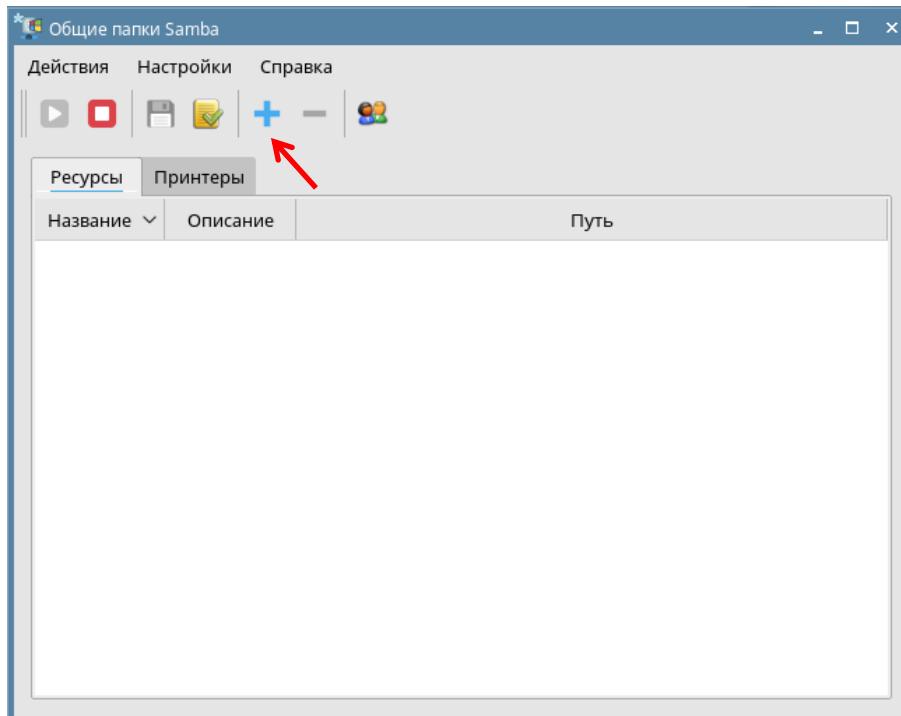 Общие папки Samba
Действия Настройки Справка
Ресурсы Принтеры
Название Описание Путь